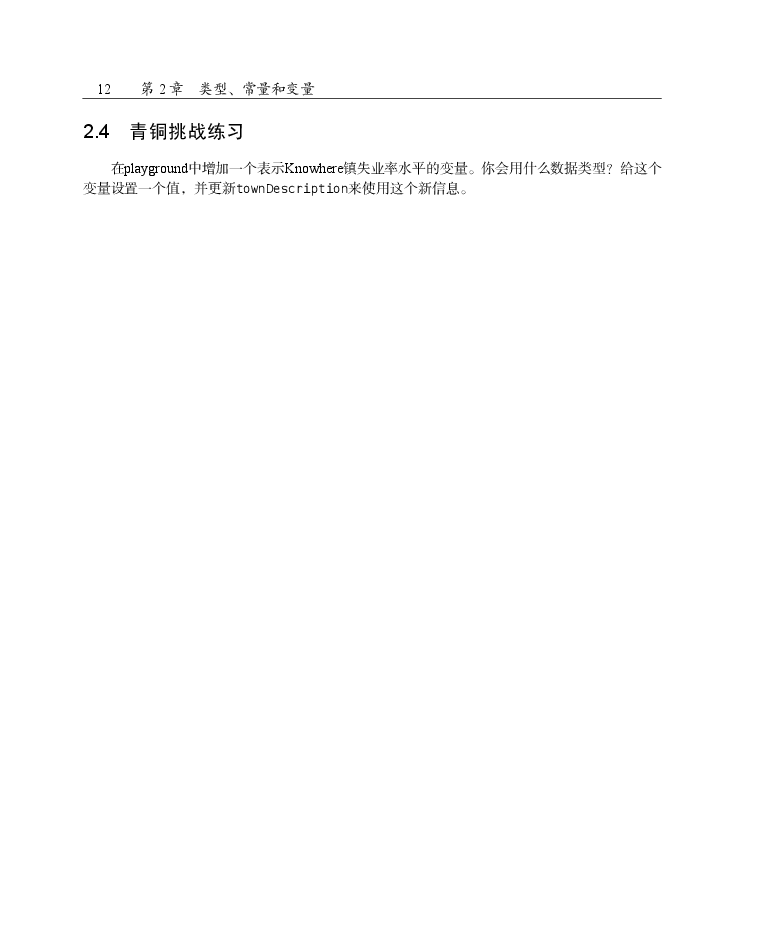 12 第 2 章 类型、常量和变量
2.4 青铜挑战练习
在playground中增加一个表示Knowhere镇失业率水平的变量。你会用什么数据类型？给这个
变量设置一个值，并更新townDescription来使用这个新信息。